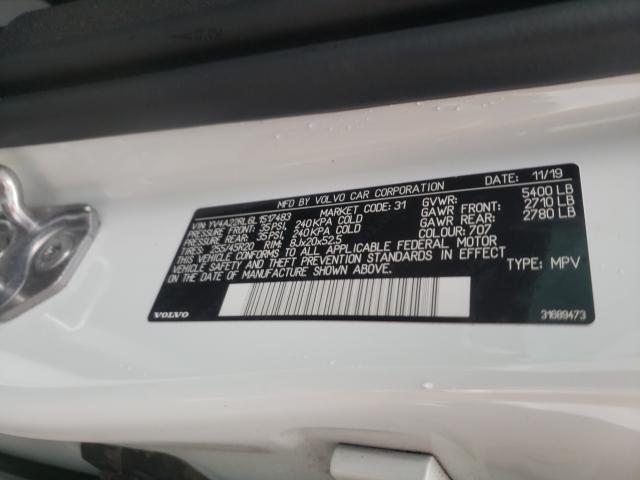 MFD BY VOLVO CAR CORPORATION DATE: 11/19
VIN YV4A22RL6L1517483 MARKET CODE: 31 GVWR: 5400 LB
PRESSURE FRONT: 35PSI, 240KPA COLD GAWR FRONT: 2710 LB
PRESSURE REAR: 35PSI, 240KPA COLD GAWR REAR: 2780 LB
TIRES: 255/45R20 RIM: 8Jx20x52.5 COLOUR: 707
THIS VEHICLE CONFORMS TO ALL APPLICABLE FEDERAL MOTOR
VEHICLE SAFETY AND THEFT PREVENTION STANDARDS IN EFFECT
ON THE DATE OF MANUFACTURE SHOWN ABOVE. TYPE: MPV
VOLVO 31689473